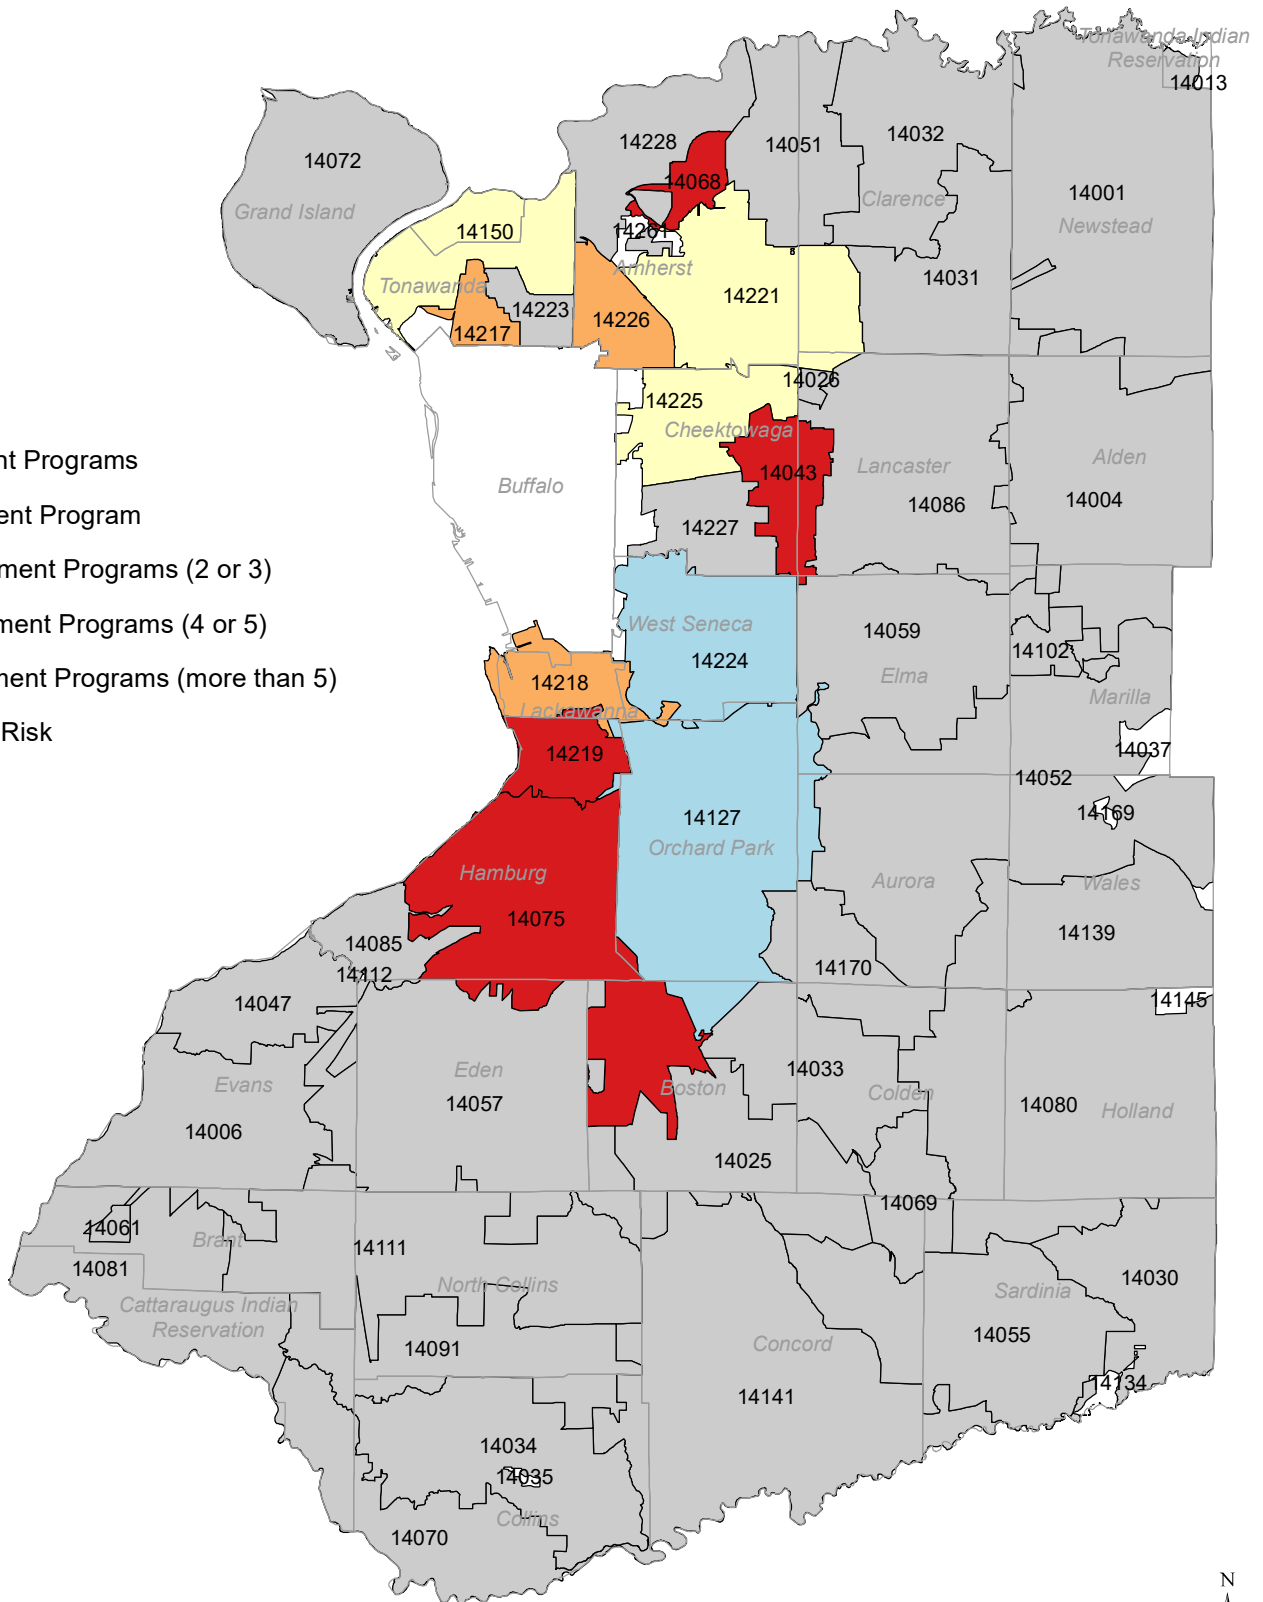 Tonawanda Indian
Reservation
14013
14072
14228
14051
14032
14068
14001
Clarence
Grand Island
Newstead
14150
14261
Amherst
14031
Tonawanda
14221
14223
14226
14217
14026
14225
Cheektowaga
nt Programs
Alden
Lancaster
14043
Buffalo
14004
14086
ent Program
14227
ment Programs (2 or 3)
ment Programs (4 or 5)
West Seneca
14059
14102
14224
Elma
ment Programs (more than 5)
14218
Marilla
Lackawanna
Risk
14037
14219
14052
14169
14127
Orchard Park
Hamburg
Aurora
Wales
14075
14139
14085
14170
14112
14047
14145
Eden
14033
Evans
Boston
Colden
14057
14080
Holland
14006
14025
14069
14061
Brant
14111
14081
14030
North Collins
Sardinia
Cattaraugus Indian
Reservation
14055
Concord
14091
14134
14141
14034
14035
Collins
14070
N
8